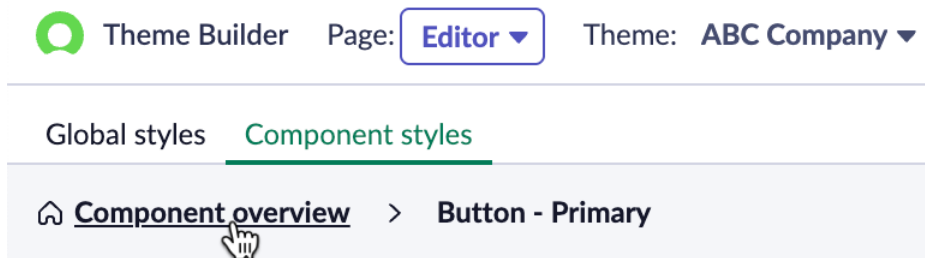 Theme Builder Page: Editor Theme: ABC Company
Global styles Component styles
Component overview > Button - Primary